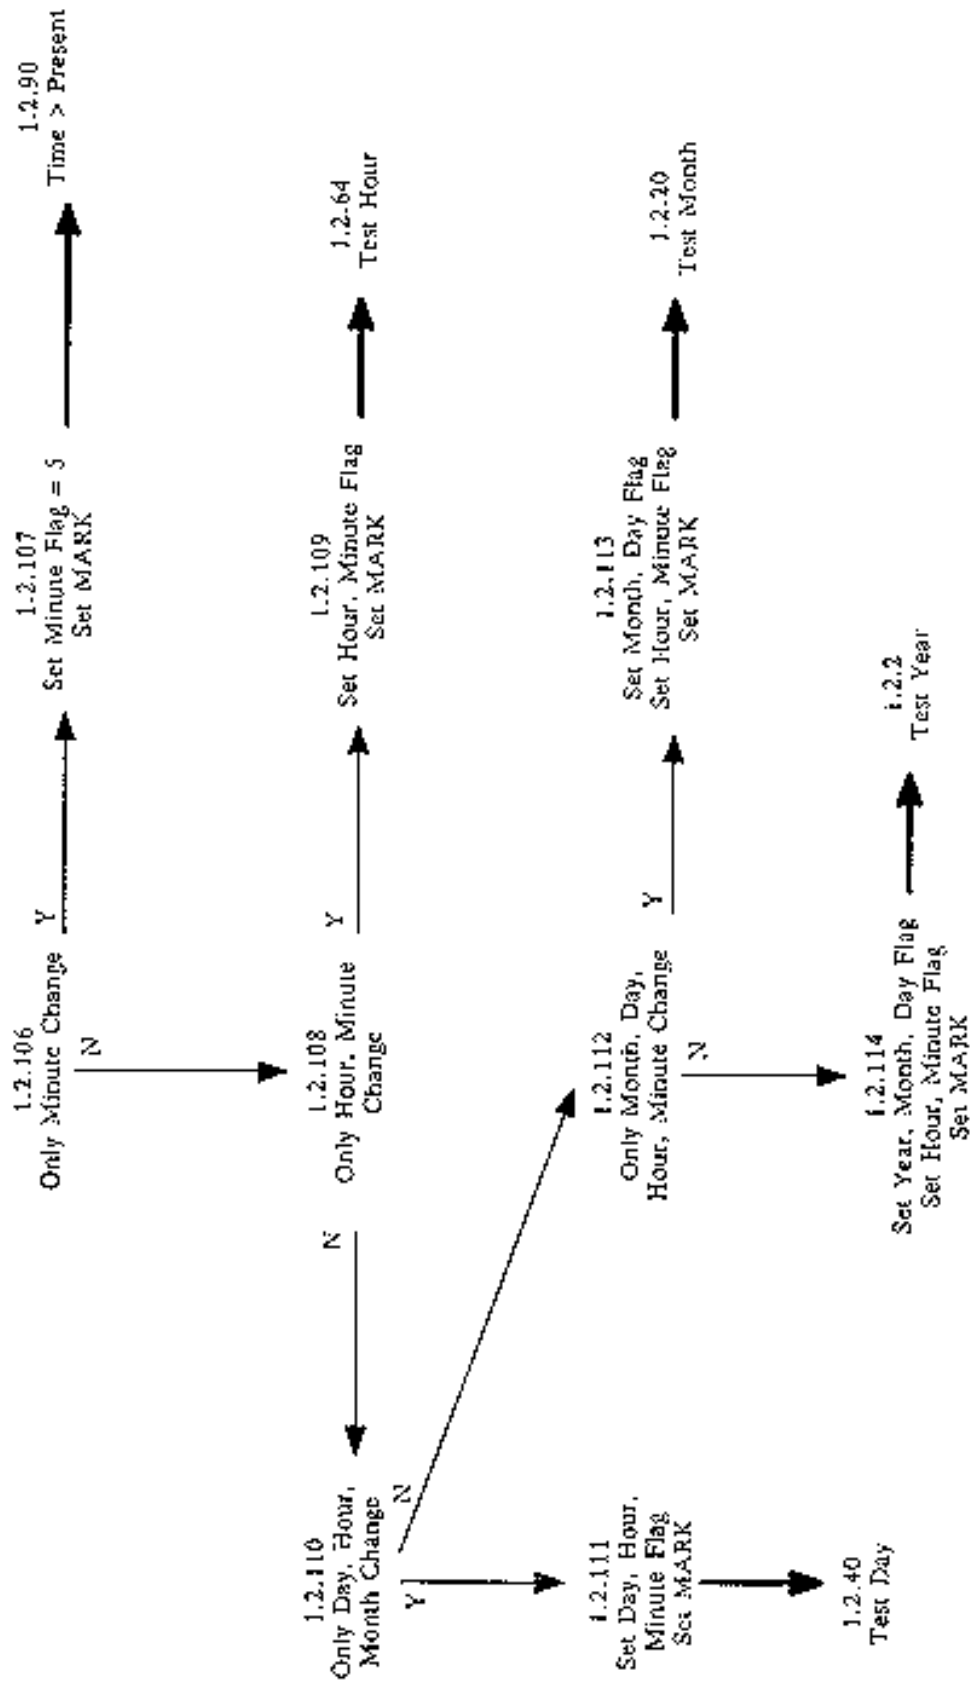 1.2.106
Only Minute Change
Y
N
1-2.107
Set Minute Flag = 5
Set MARK
1-2.90
Time > Present
1.2.108
Only Hour, Minute
Change
Y
N
1.2.109
Set Hour, Minute Flag
Set MARK
1.2-64
Test Hour
1.2.110
Only Day, Hour,
Month Change
Y
N
1.2.111
Set Day, Hour,
Minute Flag
Set MARK
1.2.40
Test Day
1.2.112
Only Month, Day,
Hour, Minute Change
Y
N
1.2.113
Set Month, Day Flag
Set Hour, Minute Flag
Set MARK
1.2.20
Test Month
1.2.114
Set Year, Month, Day Flag
Set Hour, Minute Flag
Set MARK
1.2.2
Test Year